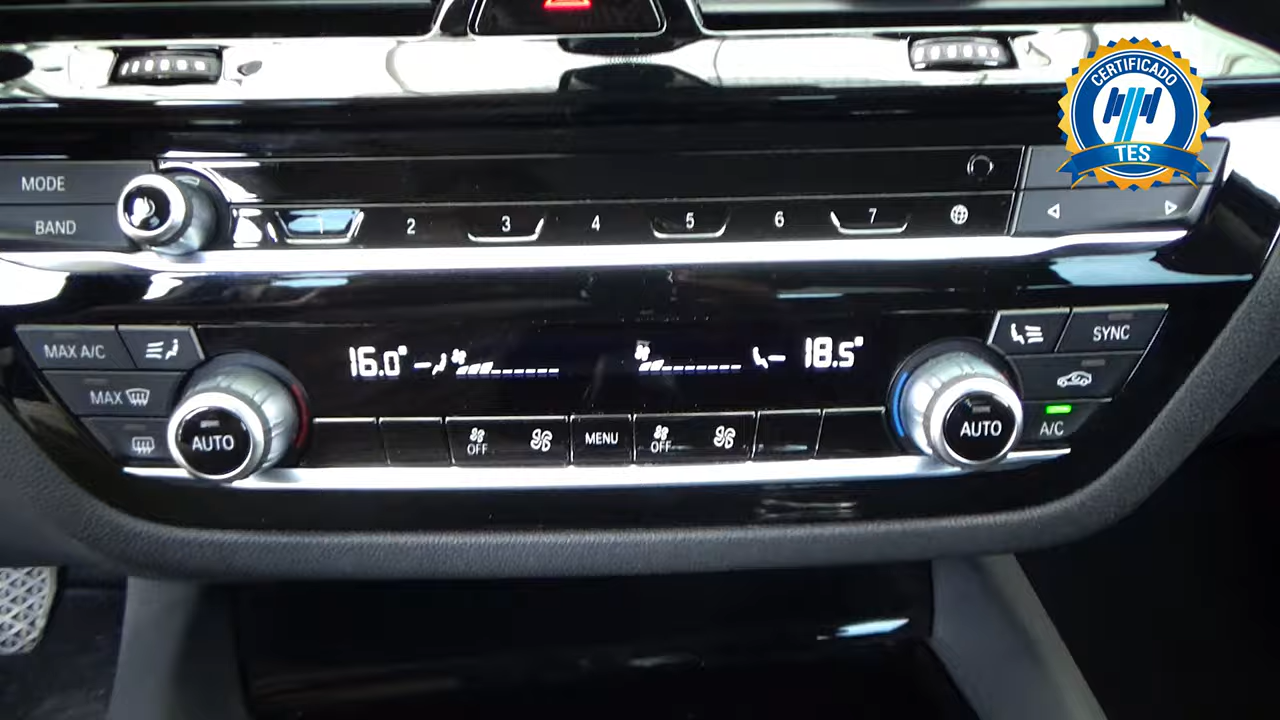 CERTIFICADO
TES
MODE
BAND
1 2 3 4 5 6 7
MAX A/C
SYNC
16.0°
18.5°
MAX
AUTO
OFF
MENU
OFF
AUTO
A/C